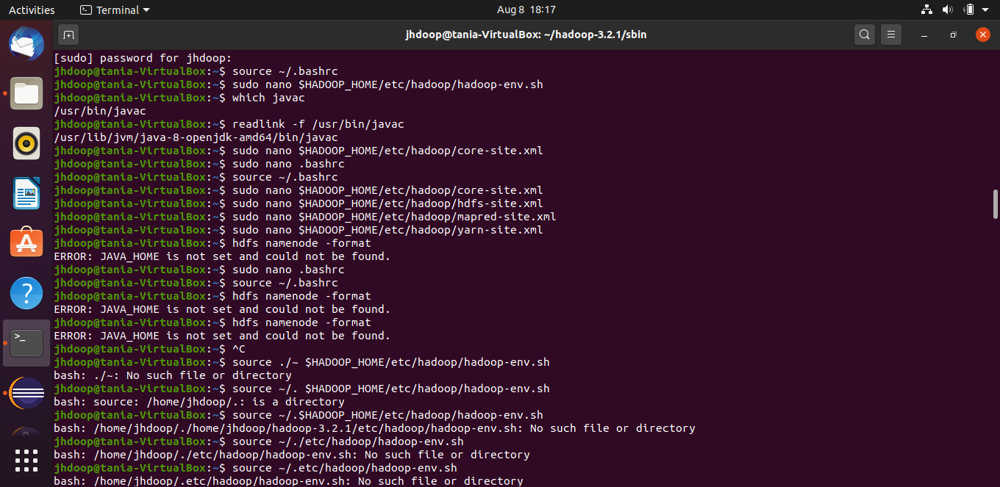 Activities
Terminal
Aug 8 18:17
jhdoop@tania-VirtualBox: ~/hadoop-3.2.1/sbin
[sudo] password for jhdoop:
jhdoop@tania-VirtualBox:~$ source ~/.bashrc
jhdoop@tania-VirtualBox:~$ sudo nano $HADOOP_HOME/etc/hadoop/hadoop-env.sh
jhdoop@tania-VirtualBox:~$ which javac
/usr/bin/javac
jhdoop@tania-VirtualBox:~$ readlink -f /usr/bin/javac
/usr/lib/jvm/java-8-openjdk-amd64/bin/javac
jhdoop@tania-VirtualBox:~$ sudo nano $HADOOP_HOME/etc/hadoop/core-site.xml
jhdoop@tania-VirtualBox:~$ sudo nano .bashrc
jhdoop@tania-VirtualBox:~$ source ~/.bashrc
jhdoop@tania-VirtualBox:~$ sudo nano $HADOOP_HOME/etc/hadoop/core-site.xml
jhdoop@tania-VirtualBox:~$ sudo nano $HADOOP_HOME/etc/hadoop/hdfs-site.xml
jhdoop@tania-VirtualBox:~$ sudo nano $HADOOP_HOME/etc/hadoop/mapred-site.xml
jhdoop@tania-VirtualBox:~$ sudo nano $HADOOP_HOME/etc/hadoop/yarn-site.xml
jhdoop@tania-VirtualBox:~$ hdfs namenode -format
ERROR: JAVA_HOME is not set and could not be found.
jhdoop@tania-VirtualBox:~$ sudo nano .bashrc
jhdoop@tania-VirtualBox:~$ source ~/.bashrc
jhdoop@tania-VirtualBox:~$ hdfs namenode -format
ERROR: JAVA_HOME is not set and could not be found.
jhdoop@tania-VirtualBox:~$ hdfs namenode -format
ERROR: JAVA_HOME is not set and could not be found.
jhdoop@tania-VirtualBox:~$ ^C
jhdoop@tania-VirtualBox:~$ source ./~ $HADOOP_HOME/etc/hadoop/hadoop-env.sh
bash: ./~: No such file or directory
jhdoop@tania-VirtualBox:~$ source ~/. $HADOOP_HOME/etc/hadoop/hadoop-env.sh
bash: source: /home/jhdoop/.: is a directory
jhdoop@tania-VirtualBox:~$ source ~/.$HADOOP_HOME/etc/hadoop/hadoop-env.sh
bash: /home/jhdoop/./home/jhdoop/hadoop-3.2.1/etc/hadoop/hadoop-env.sh: No such file or directory
jhdoop@tania-VirtualBox:~$ source ~/./etc/hadoop/hadoop-env.sh
bash: /home/jhdoop/./etc/hadoop/hadoop-env.sh: No such file or directory
jhdoop@tania-VirtualBox:~$ source ~/.etc/hadoop/hadoop-env.sh
bash: /home/jhdoop/.etc/hadoop/hadoop-env.sh: No such file or directory